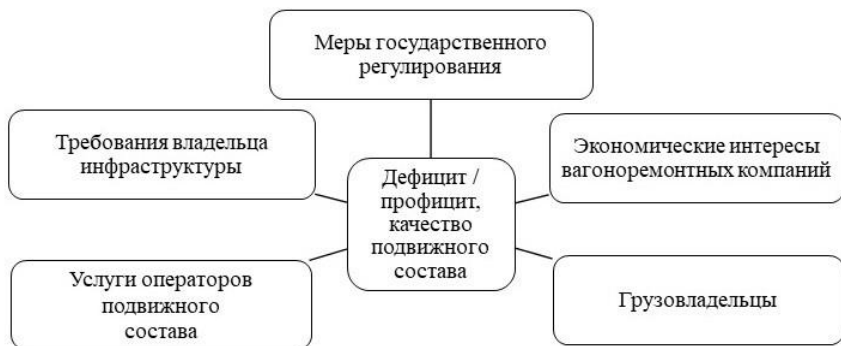 Меры государственного
регулирования
Требования владельца
инфраструктуры
Экономические интересы
вагоноремонтных компаний
Дефицит /
профицит,
качество
подвижного
состава
Услуги операторов
подвижного
состава
Грузовладельцы